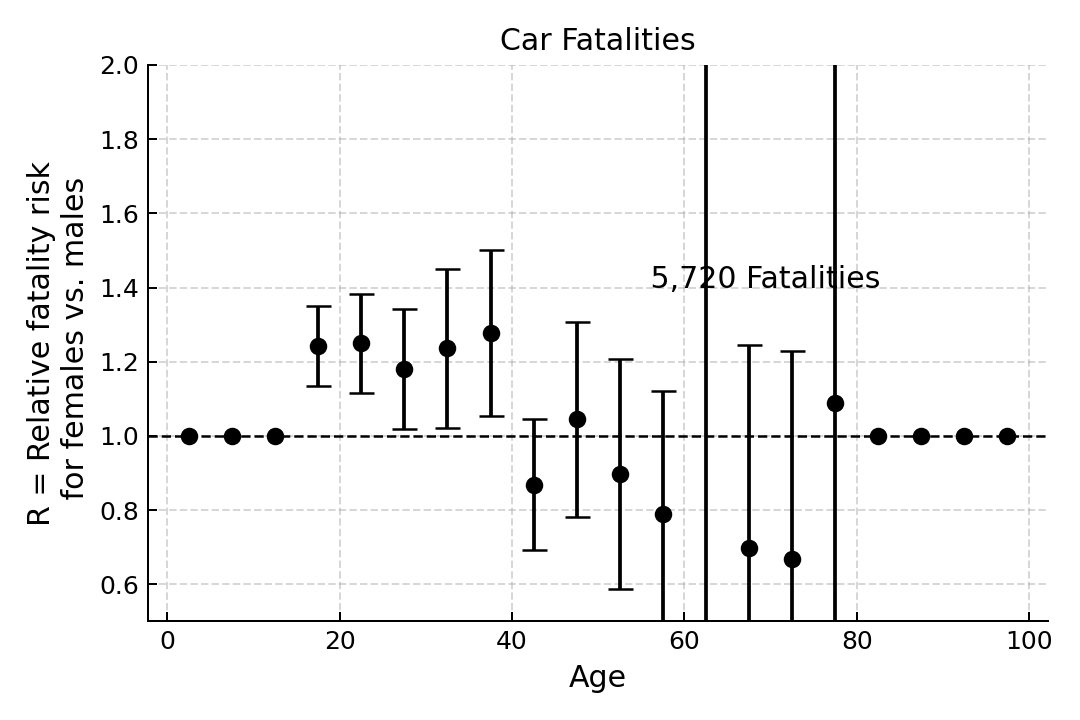 Car Fatalities
R = Relative fatality risk
for females vs. males
2.0
1.8
1.6
1.4
1.2
1.0
0.8
0.6
5,720 Fatalities
0
20
40
60
80
100
Age